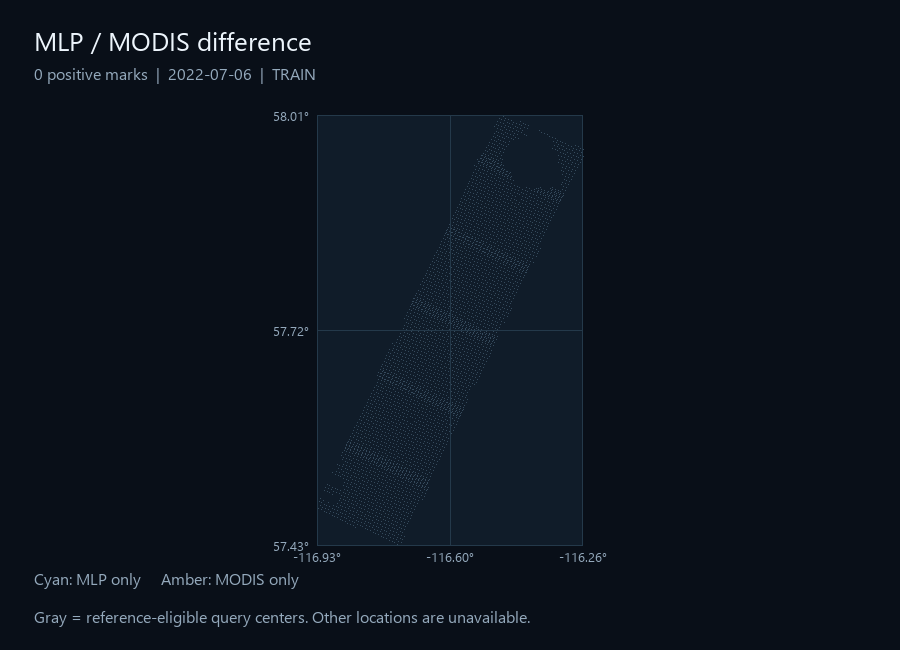 MLP / MODIS difference
0 positive marks | 2022-07-06 | TRAIN
58.01°
57.72°
57.43°
-116.93° -116.60° -116.26°
Cyan: MLP only Amber: MODIS only
Gray = reference-eligible query centers. Other locations are unavailable.